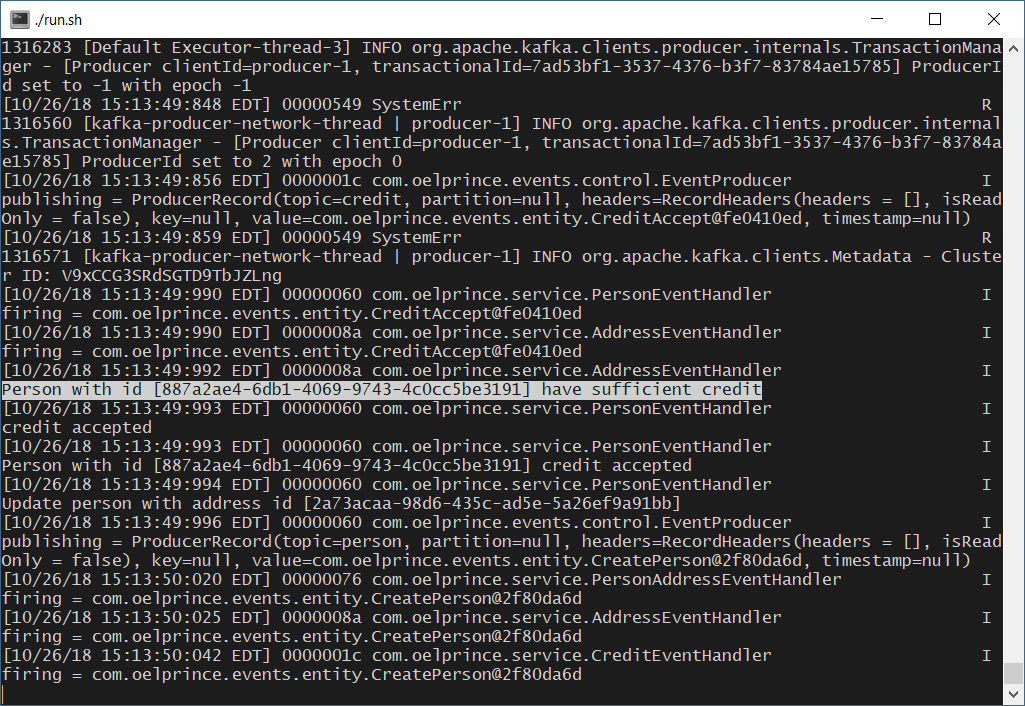 ./run.sh
1316283 [Default Executor-thread-3] INFO org.apache.kafka.clients.producer.internals.TransactionMana
ger - [Producer clientId=producer-1, transactionalId=7ad53bf1-3537-4376-b3f7-83784ae15785] ProducerI
d set to -1 with epoch -1
[10/26/18 15:13:49:848 EDT] 00000549 SystemErr R
1316560 [kafka-producer-network-thread | producer-1] INFO org.apache.kafka.clients.producer.internal
s.TransactionManager - [Producer clientId=producer-1, transactionalId=7ad53bf1-3537-4376-b3f7-83784a
e15785] ProducerId set to 2 with epoch 0
[10/26/18 15:13:49:856 EDT] 0000001c com.oelprince.events.control.EventProducer I
publishing = ProducerRecord(topic=credit, partition=null, headers=RecordHeaders(headers = [], isRead
Only = false), key=null, value=com.oelprince.events.entity.CreditAccept@fe0410ed, timestamp=null)
[10/26/18 15:13:49:859 EDT] 00000549 SystemErr R
1316571 [kafka-producer-network-thread | producer-1] INFO org.apache.kafka.clients.Metadata - Cluste
r ID: V9xCCG3SRdSGTD9TbJZLng
[10/26/18 15:13:49:990 EDT] 00000060 com.oelprince.service.PersonEventHandler I
firing = com.oelprince.events.entity.CreditAccept@fe0410ed
[10/26/18 15:13:49:990 EDT] 0000008a com.oelprince.service.AddressEventHandler I
firing = com.oelprince.events.entity.CreditAccept@fe0410ed
[10/26/18 15:13:49:992 EDT] 0000008a com.oelprince.service.AddressEventHandler I
Person with id [887a2ae4-6db1-4069-9743-4c0cc5be3191] have sufficient credit
[10/26/18 15:13:49:993 EDT] 00000060 com.oelprince.service.PersonEventHandler I
credit accepted
[10/26/18 15:13:49:993 EDT] 00000060 com.oelprince.service.PersonEventHandler I
Person with id [887a2ae4-6db1-4069-9743-4c0cc5be3191] credit accepted
[10/26/18 15:13:49:994 EDT] 00000060 com.oelprince.service.PersonEventHandler I
Update person with address id [2a73acaa-98d6-435c-ad5e-5a26ef9a91bb]
[10/26/18 15:13:49:996 EDT] 00000060 com.oelprince.events.control.EventProducer I
publishing = ProducerRecord(topic=person, partition=null, headers=RecordHeaders(headers = [], isRead
Only = false), key=null, value=com.oelprince.events.entity.CreatePerson@2f80da6d, timestamp=null)
[10/26/18 15:13:50:020 EDT] 00000076 com.oelprince.service.PersonAddressEventHandler I
firing = com.oelprince.events.entity.CreatePerson@2f80da6d
[10/26/18 15:13:50:025 EDT] 0000008a com.oelprince.service.AddressEventHandler I
firing = com.oelprince.events.entity.CreatePerson@2f80da6d
[10/26/18 15:13:50:042 EDT] 0000001c com.oelprince.service.CreditEventHandler I
firing = com.oelprince.events.entity.CreatePerson@2f80da6d